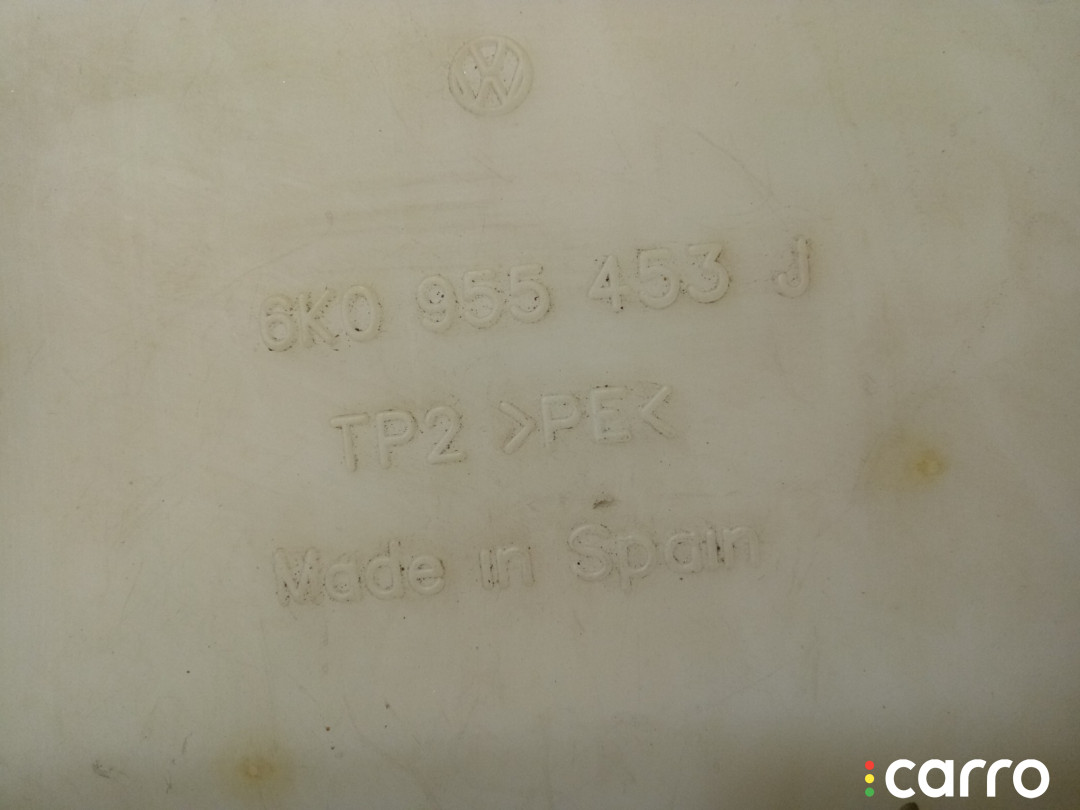 6K0 955 453 J
TP2 >PE<
Made in Spain
carro